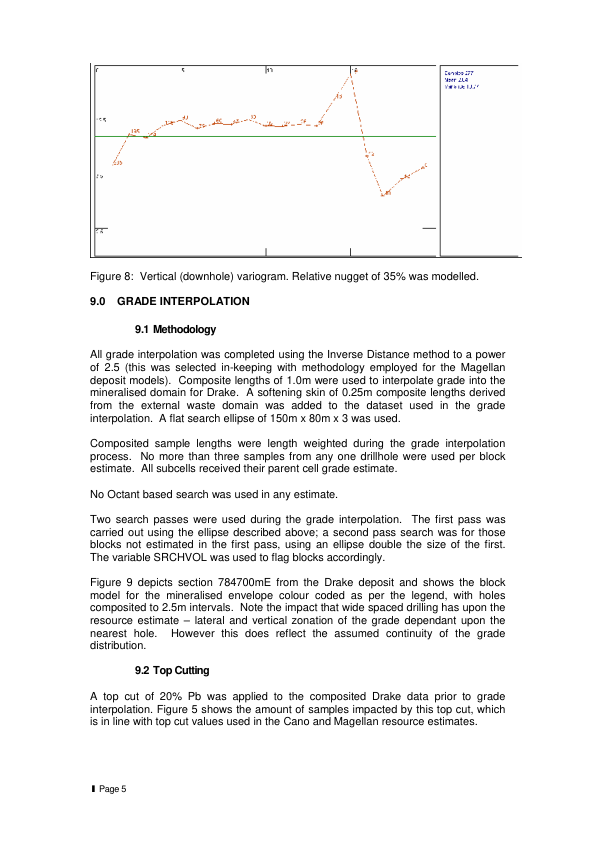 0 5 10 15
12.5
Figure 8: Vertical (downhole) variogram. Relative nugget of 35% was modelled.
9.0 GRADE INTERPOLATION
9.1 Methodology
All grade interpolation was completed using the Inverse Distance method to a power
of 2.5 (this was selected in-keeping with methodology employed for the Magellan
deposit models). Composite lengths of 1.0m were used to interpolate grade into the
mineralised domain for Drake. A softening skin of 0.25m composite lengths derived
from the external waste domain was added to the dataset used in the grade
interpolation. A flat search ellipse of 150m x 80m x 3 was used.
Composited sample lengths were length weighted during the grade interpolation
process. No more than three samples from any one drillhole were used per block
estimate. All subcells received their parent cell grade estimate.
No Octant based search was used in any estimate.
Two search passes were used during the grade interpolation. The first pass was
carried out using the ellipse described above; a second pass search was for those
blocks not estimated in the first pass, using an ellipse double the size of the first.
The variable SRCHVOL was used to flag blocks accordingly.
Figure 9 depicts section 784700mE from the Drake deposit and shows the block
model for the mineralised envelope colour coded as per the legend, with holes
composited to 2.5m intervals. Note the impact that wide spaced drilling has upon the
resource estimate – lateral and vertical zonation of the grade dependant upon the
nearest hole. However this does reflect the assumed continuity of the grade
distribution.
9.2 Top Cutting
A top cut of 20% Pb was applied to the composited Drake data prior to grade
interpolation. Figure 5 shows the amount of samples impacted by this top cut, which
is in line with top cut values used in the Cano and Magellan resource estimates.
Page 5